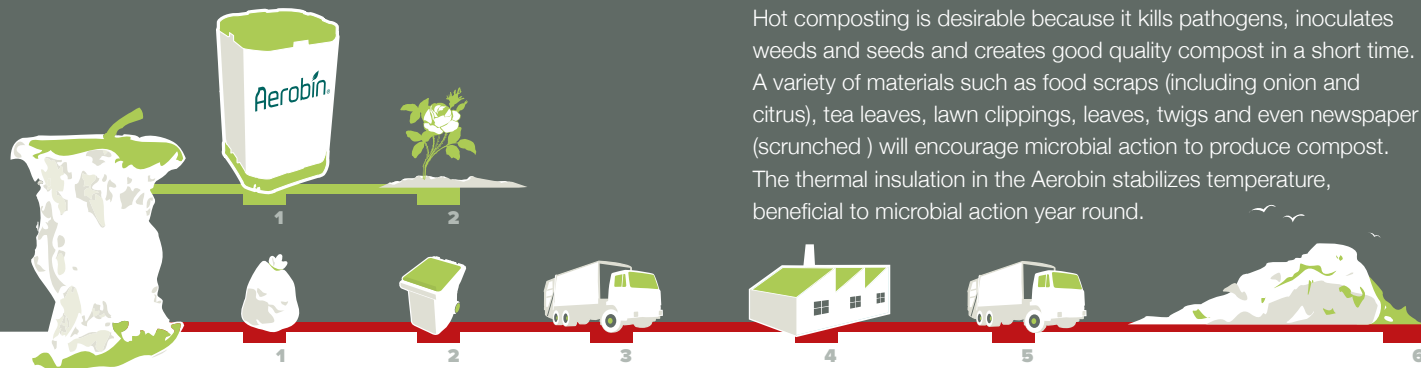 Hot composting is desirable because it kills pathogens, inoculates
weeds and seeds and creates good quality compost in a short time.
A variety of materials such as food scraps (including onion and
citrus), tea leaves, lawn clippings, leaves, twigs and even newspaper
(scrunched ) will encourage microbial action to produce compost.
The thermal insulation in the Aerobin stabilizes temperature,
beneficial to microbial action year round.
Aerobin®
1 2
1 2 3 4 5 6